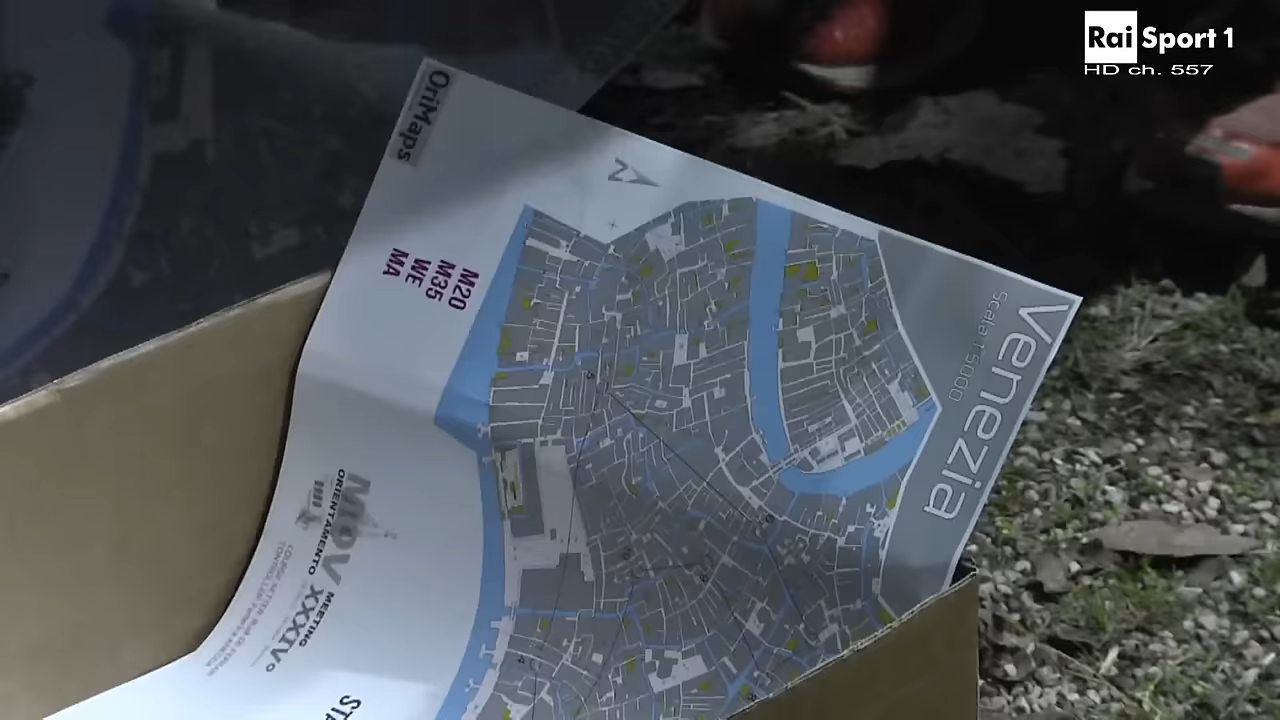 Rai Sport 1
HD ch. 557
OriMaps
N
Venezia
Scala 1:5000
M20
M35
WE
MA
MOV
ORIENTAMENTO
MEETING
XXXIV°